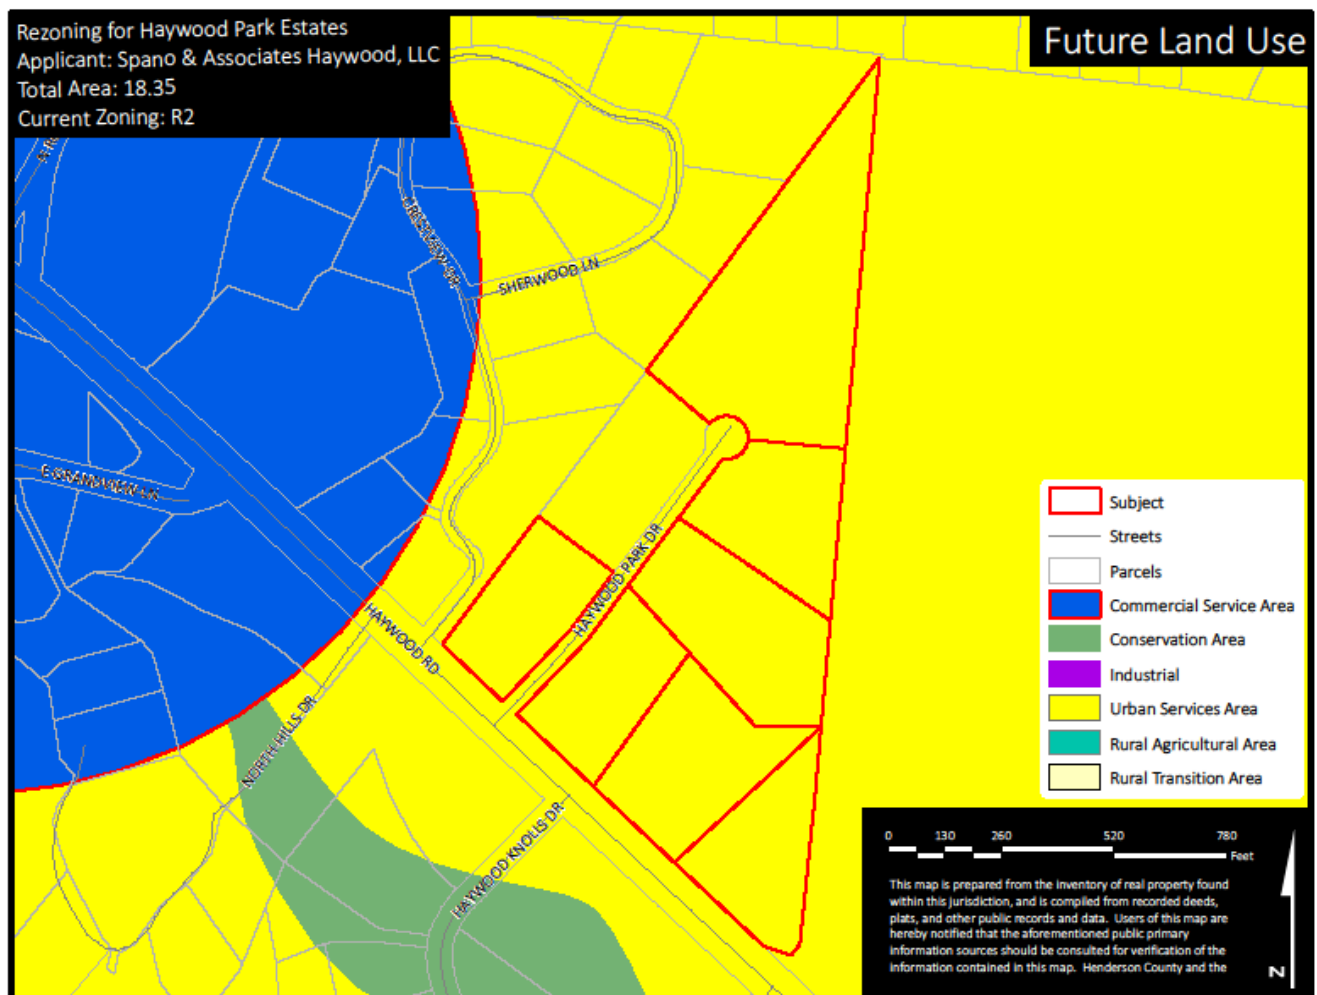 Rezoning for Haywood Park Estates
Applicant: Spano & Associates Haywood, LLC
Total Area: 18.35
Current Zoning: R2
Future Land Use
SHERWOOD LN
E GRANDVIEW LN
HAYWOOD PARK DR
HAYWOOD RD
NORTH HILLS DR
HAYWOOD KNOLLS DR
Subject
Streets
Parcels
Commercial Service Area
Conservation Area
Industrial
Urban Services Area
Rural Agricultural Area
Rural Transition Area
0 130 260 520 780
Feet
This map is prepared from the inventory of real property found
within this jurisdiction, and is compiled from recorded deeds,
plats, and other public records and data. Users of this map are
hereby notified that the aforementioned public primary
information sources should be consulted for verification of the
information contained in this map. Henderson County and the
N